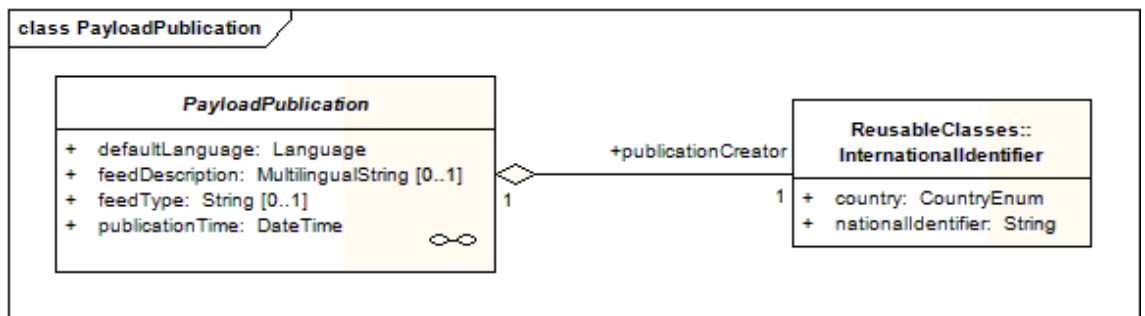 class PayloadPublication
PayloadPublication
+ defaultLanguage: Language
+ feedDescription: MultilingualString [0..1]
+ feedType: String [0..1]
+ publicationTime: DateTime
1
+publicationCreator
1
ReusableClasses::
InternationalIdentifier
+ country: CountryEnum
+ nationalIdentifier: String